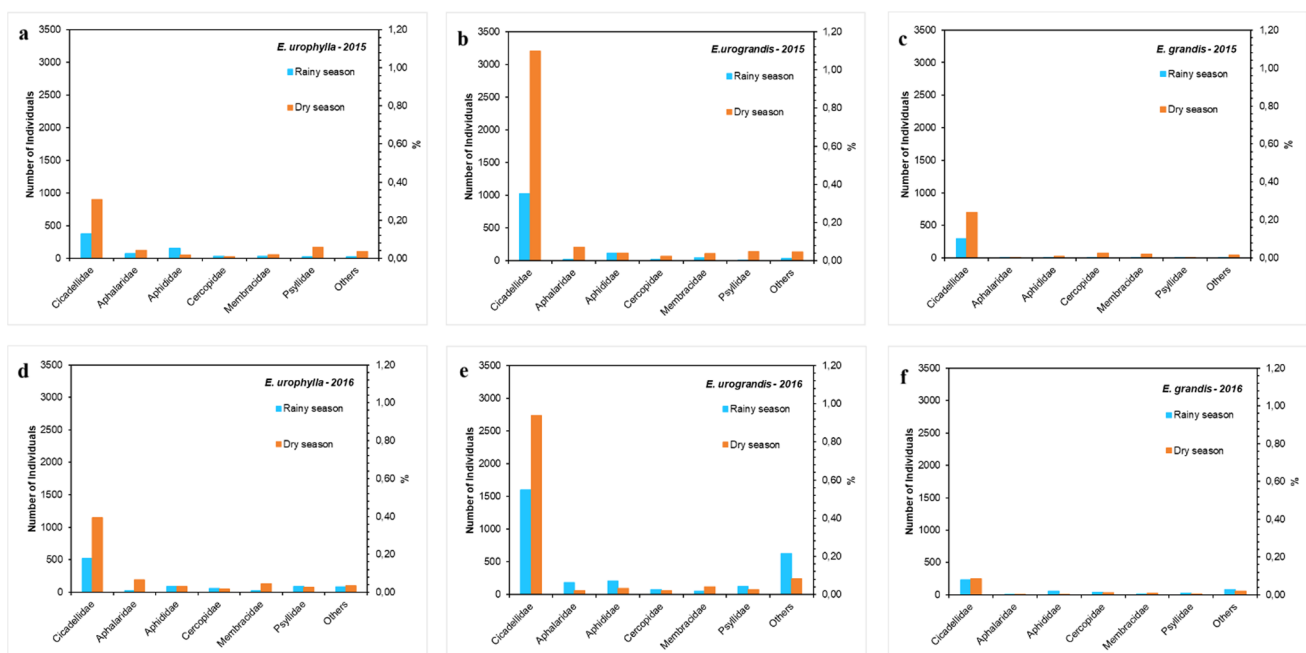 a
E. urophylla - 2015
Rainy season
Dry season
Number of Individuals
3500
3000
2500
2000
1500
1000
500
0
1,20
1,00
0,80
0,60
0,40
0,20
0,00
%
Cicadellidae
Aphalaridae
Aphididae
Cercopidae
Membracidae
Psyllidae
Others
b
E.urograndis - 2015
Rainy season
Dry season
Number of Individuals
3500
3000
2500
2000
1500
1000
500
0
1,20
1,00
0,80
0,60
0,40
0,20
0,00
%
Cicadellidae
Aphalaridae
Aphididae
Cercopidae
Membracidae
Psyllidae
Others
c
E. grandis - 2015
Rainy season
Dry season
Number of Individuals
3500
3000
2500
2000
1500
1000
500
0
1,20
1,00
0,80
0,60
0,40
0,20
0,00
%
Cicadellidae
Aphalaridae
Aphididae
Cercopidae
Membracidae
Psyllidae
Others
d
E. urophylla - 2016
Rainy season
Dry season
Number of Individuals
3500
3000
2500
2000
1500
1000
500
0
1,20
1,00
0,80
0,60
0,40
0,20
0,00
%
Cicadellidae
Aphalaridae
Aphididae
Cercopidae
Membracidae
Psyllidae
Others
e
E. urograndis - 2016
Rainy season
Dry season
Number of Individuals
3500
3000
2500
2000
1500
1000
500
0
1,20
1,00
0,80
0,60
0,40
0,20
0,00
%
Cicadellidae
Aphalaridae
Aphididae
Cercopidae
Membracidae
Psyllidae
Others
f
E. grandis - 2016
Rainy season
Dry season
Number of Individuals
3500
3000
2500
2000
1500
1000
500
0
1,20
1,00
0,80
0,60
0,40
0,20
0,00
%
Cicadellidae
Aphalaridae
Aphididae
Cercopidae
Membracidae
Psyllidae
Others